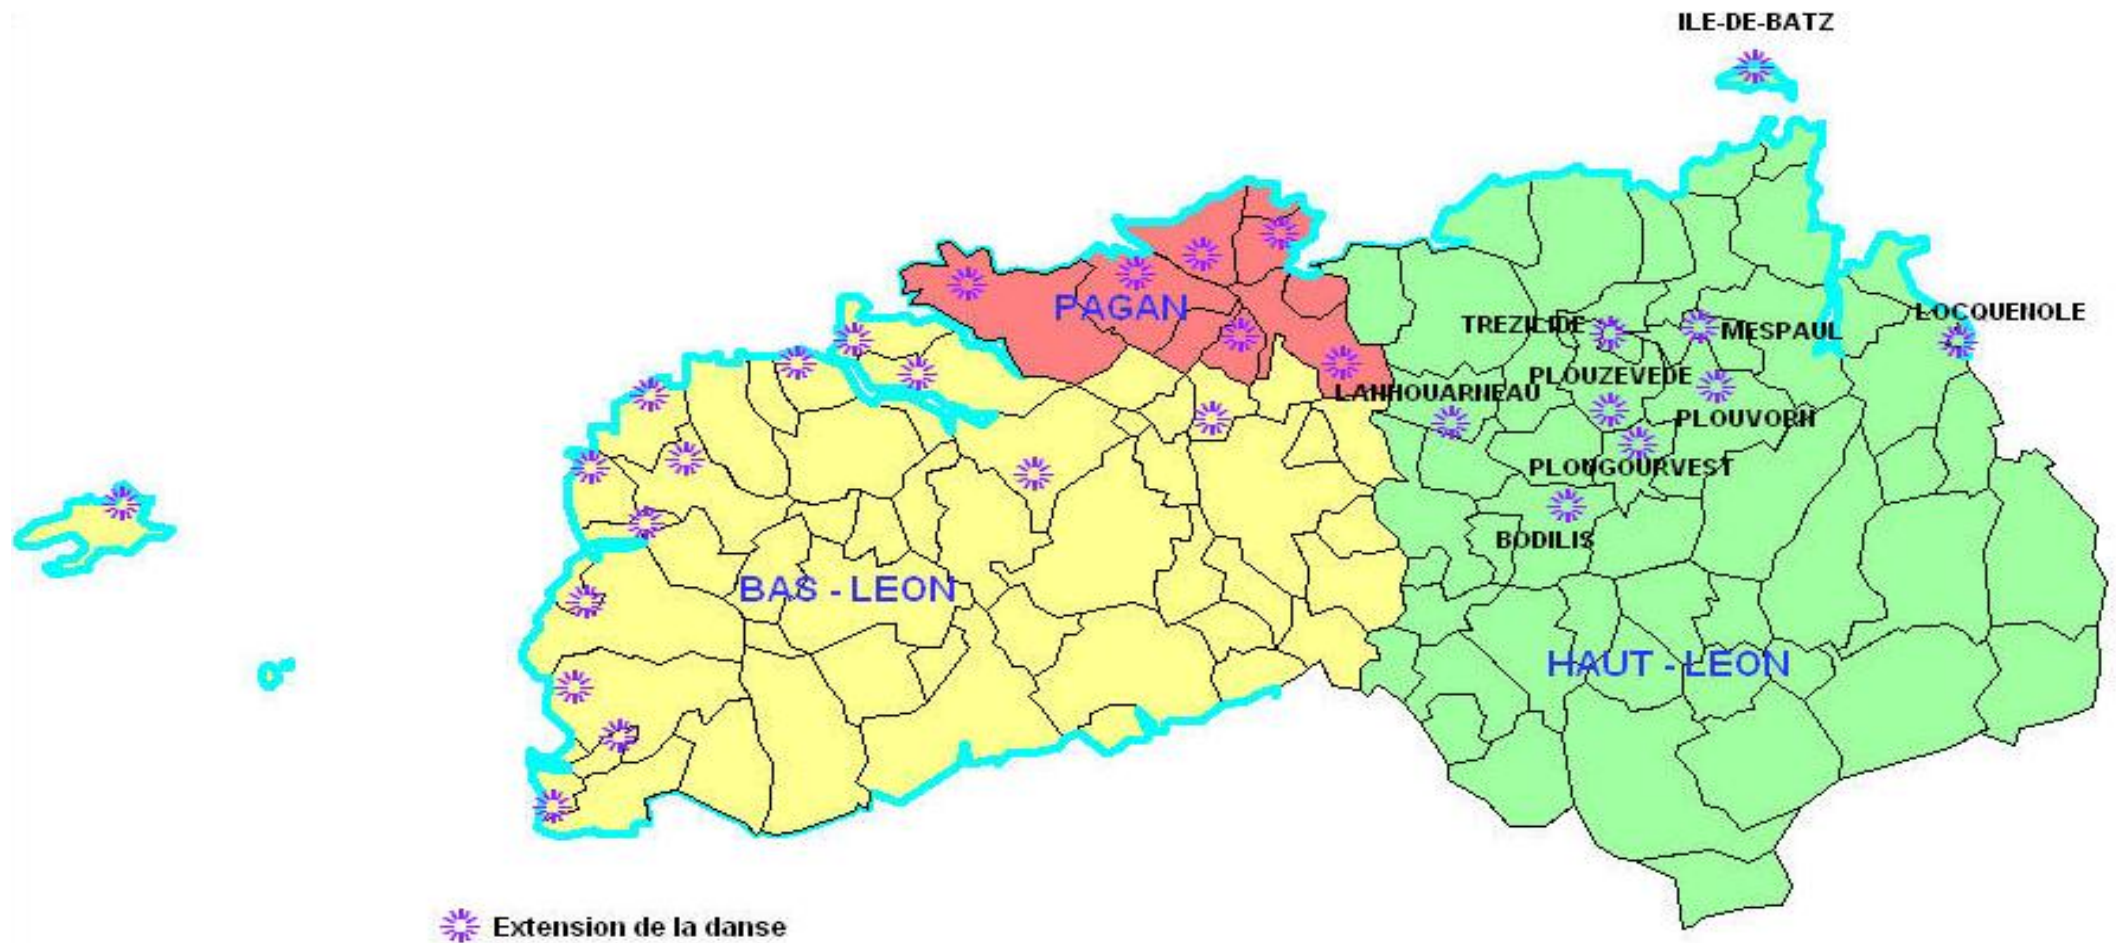 ILE-DE-BATZ
PAGAN
LOCQUENOLE
TREZILIDE
MESPAUL
PLOUZEVEDE
LANHOUARNEAU
PLOUVORN
PLOUGOURVEST
BODILIS
BAS - LEON
HAUT - LEON
Extension de la danse